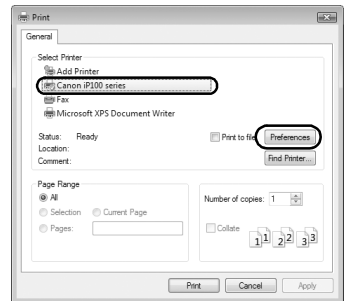 Print
General
Select Printer
Add Printer
Canon iP100 series
Fax
Microsoft XPS Document Writer
Status: Ready
Print to file
Preferences
Location:
Comment:
Find Printer...
Page Range
All
Selection
Current Page
Pages:
Number of copies: 1
Collate
1 1 2 2 3 3
Print
Cancel
Apply